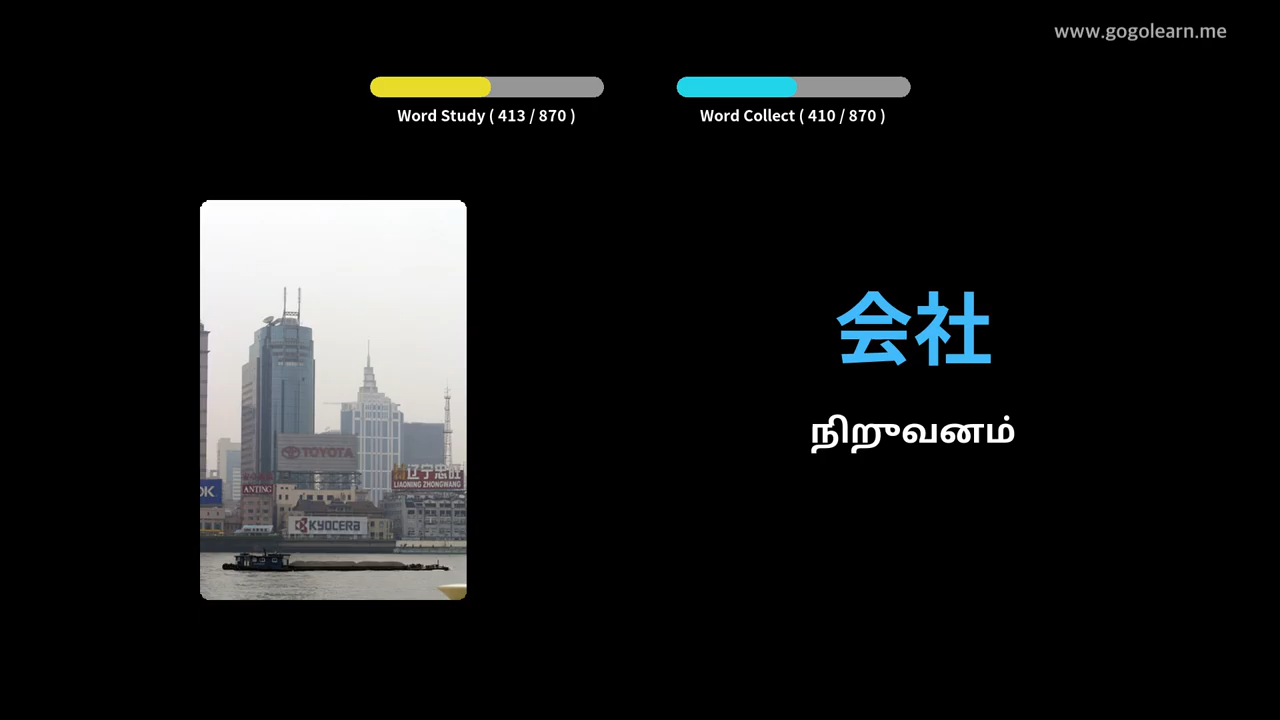 www.gogolearn.me
Word Study ( 413 / 870 )
Word Collect ( 410 / 870 )
会社
நிறுவனம்
TOYOTA
辽宁忠旺
LIAONING ZHONGWANG
OK
ANTING
KYOCERA